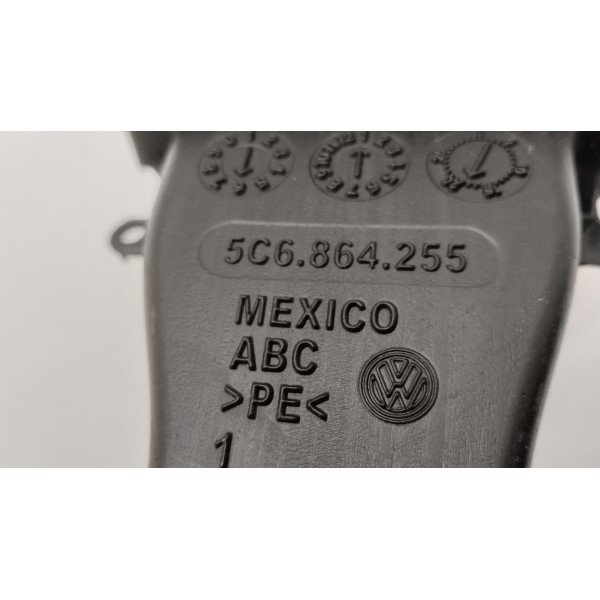 5C6.864.255
MEXICO
ABC
>PE<
1